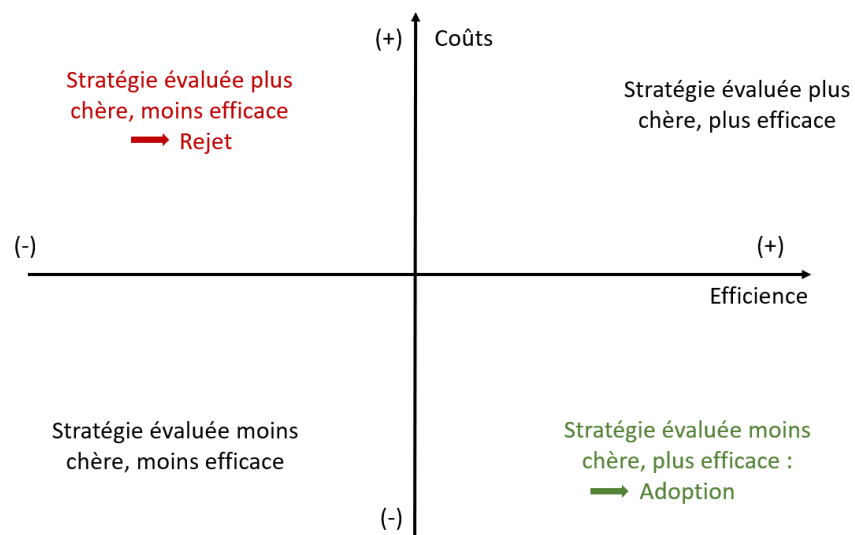 (+)
Coûts
Stratégie évaluée plus
chère, moins efficace
Rejet
Stratégie évaluée plus
chère, plus efficace
(-)
(+)
Efficience
Stratégie évaluée moins
chère, moins efficace
Stratégie évaluée moins
chère, plus efficace :
Adoption
(-)